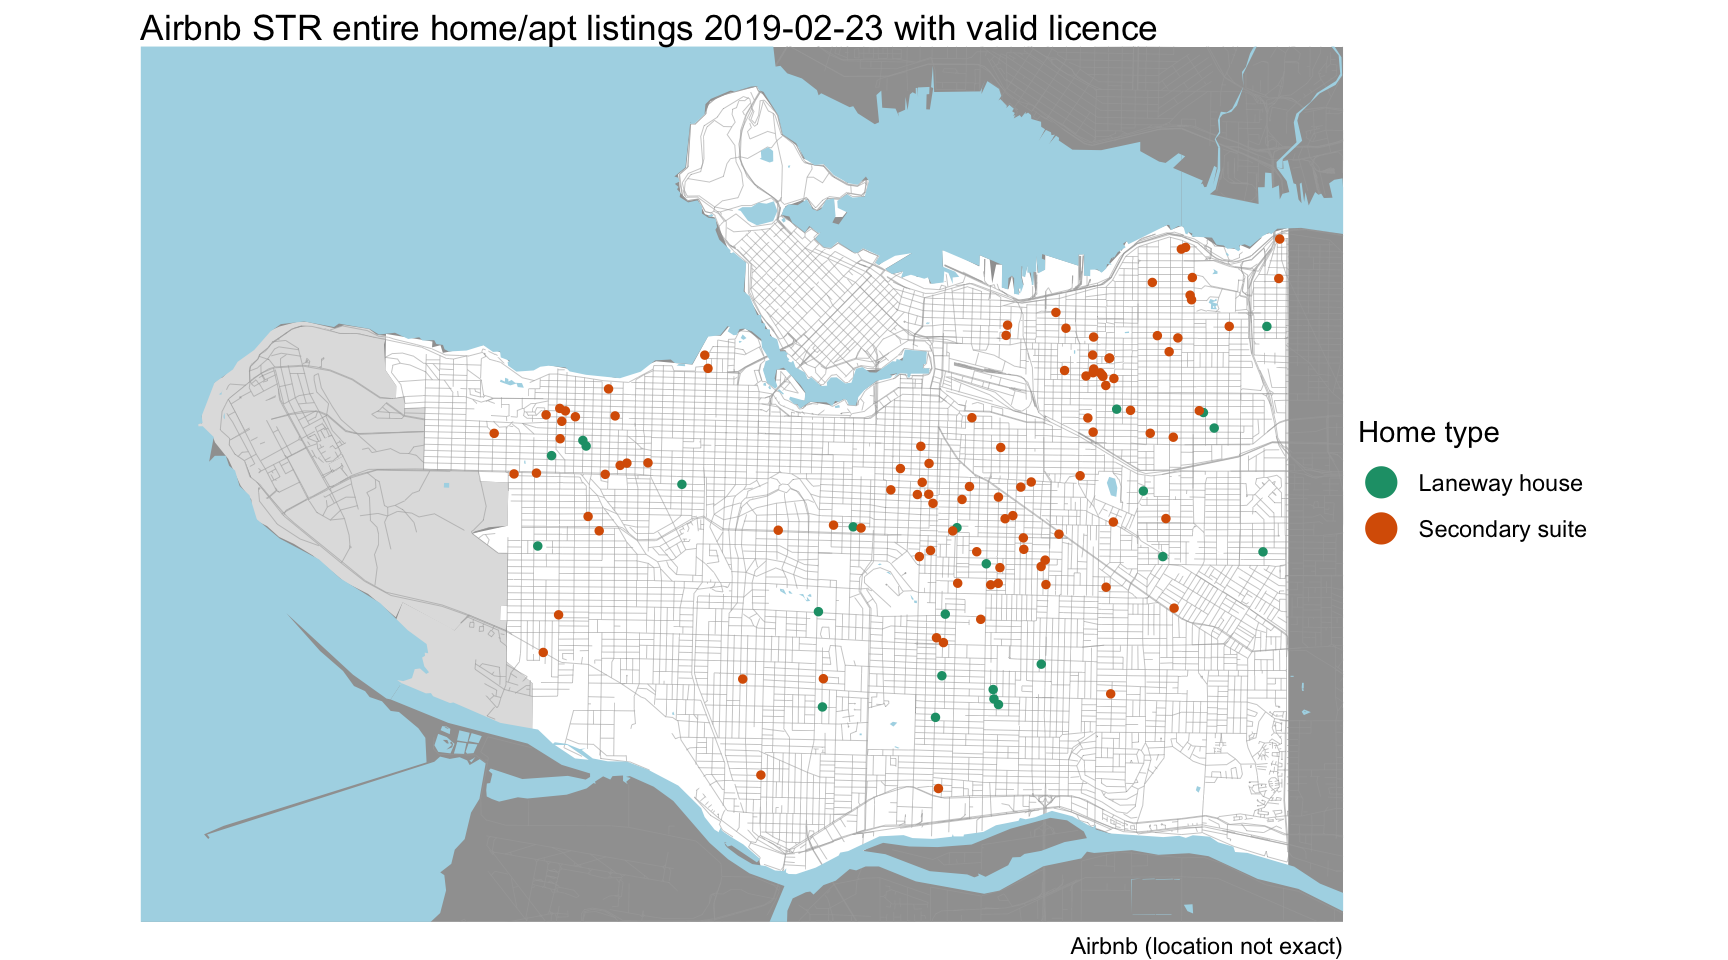 Airbnb STR entire home/apt listings 2019-02-23 with valid licence
Home type
Laneway house
Secondary suite
Airbnb (location not exact)